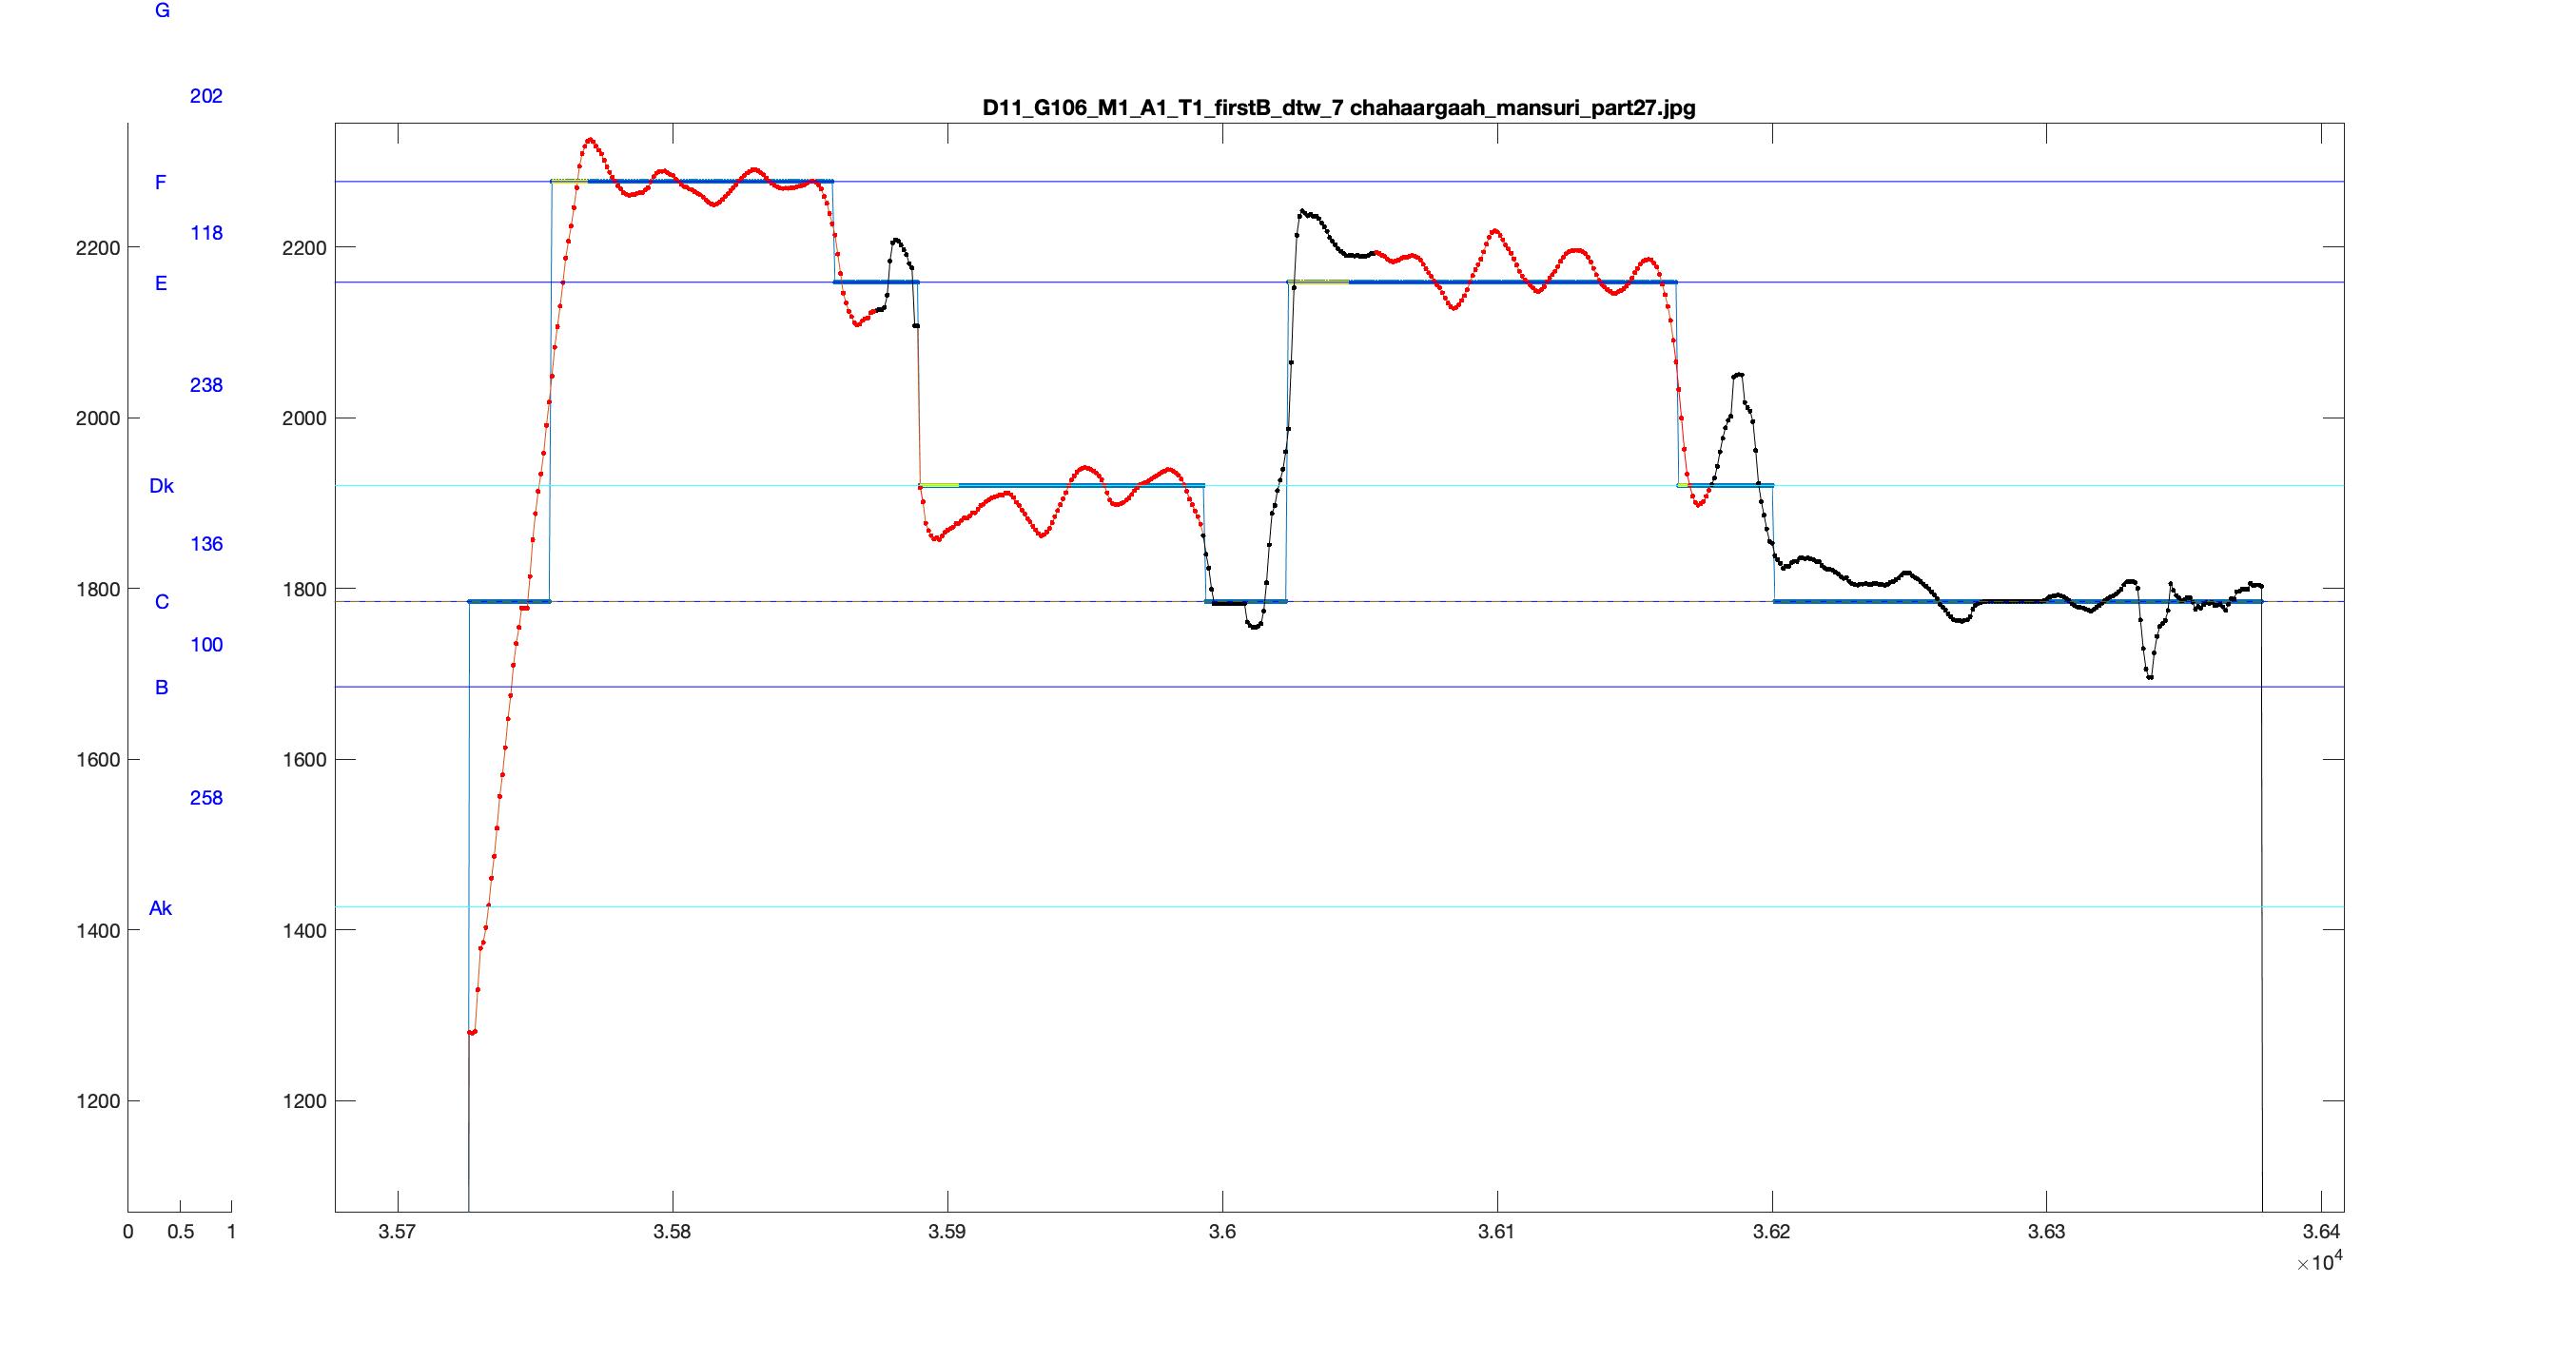 G
202
D11_G106_M1_A1_T1_firstB_dtw_7 chahaargaah_mansuri_part27.jpg
F
118
2200 2200
E
238
2000 2000
Dk
136
1800 1800
C
100
B
1600 1600
258
Ak
1400 1400
1200 1200
0 0.5 1 3.57 3.58 3.59 3.6 3.61 3.62 3.63 3.64
×10^4